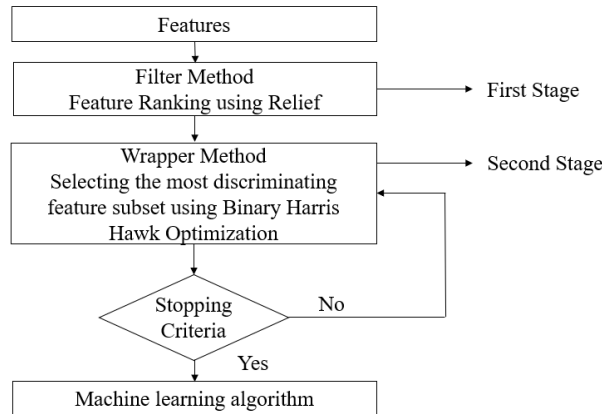 Features
Filter Method
Feature Ranking using Relief
First Stage
Wrapper Method
Selecting the most discriminating
feature subset using Binary Harris
Hawk Optimization
Second Stage
Stopping
Criteria
No
Yes
Machine learning algorithm